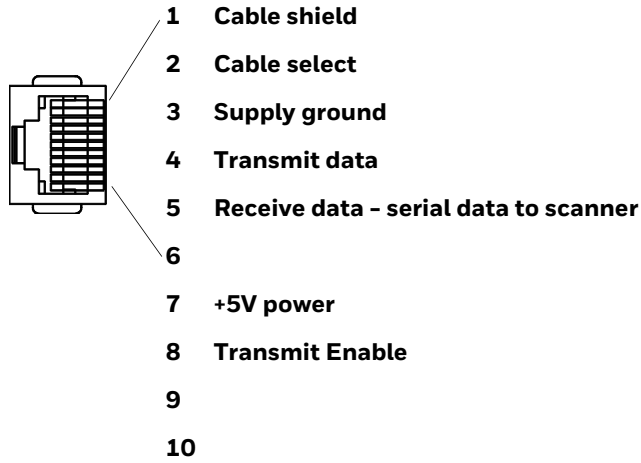 1 Cable shield
2 Cable select
3 Supply ground
4 Transmit data
5 Receive data – serial data to scanner
6
7 +5V power
8 Transmit Enable
9
10